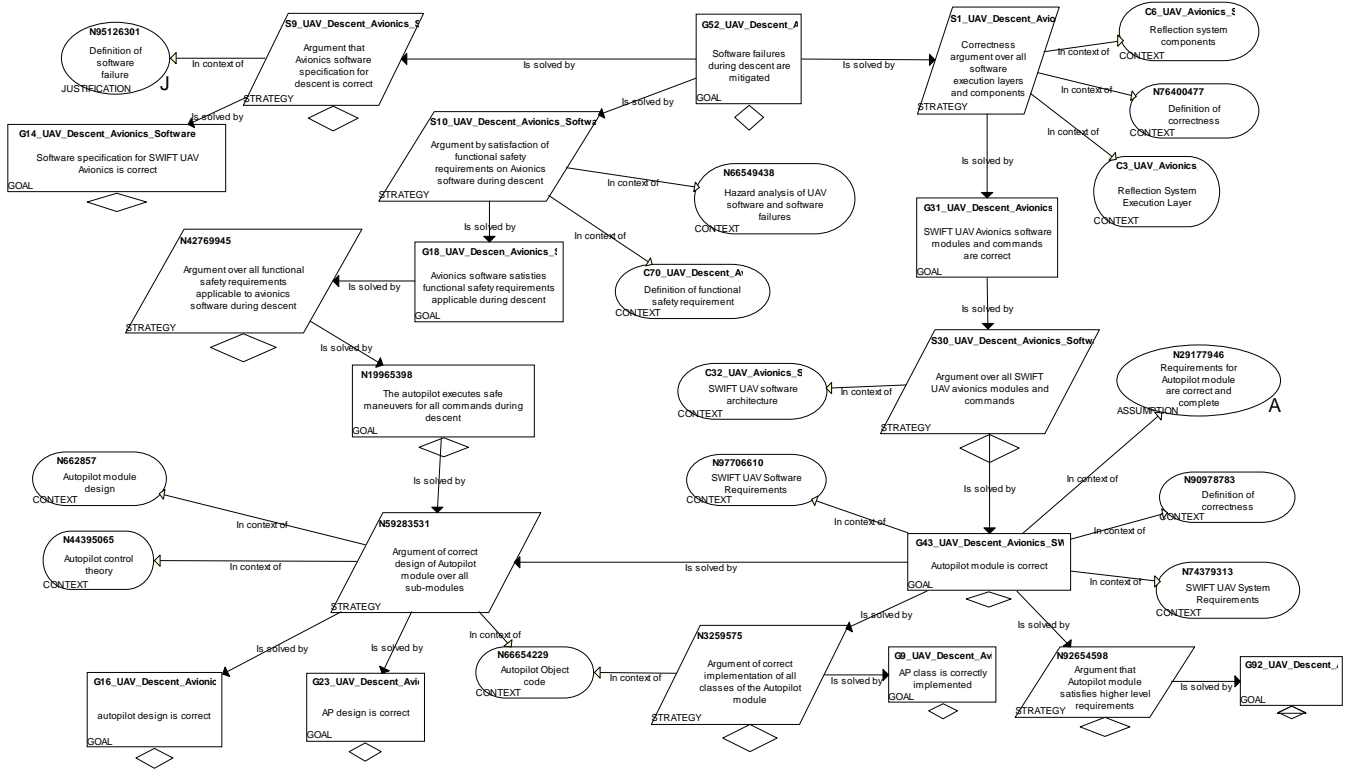 N95126301
Definition of
software
failure
JUSTIFICATION
J
In context of
S9_UAV_Descent_Avionics_S
Argument that
Avionics software
specification for
descent is correct
STRATEGY
Is solved by
G52_UAV_Descent_A
Software failures
during descent are
mitigated
GOAL
Is solved by
S1_UAV_Descent_Avio
Correctness
argument over all
software
execution layers
and components
STRATEGY
C6_UAV_Avionics_S
Reflection system
components
CONTEXT
In context of
N76400477
Definition of
correctness
CONTEXT
In context of
C3_UAV_Avionics_
Reflection System
Execution Layer
CONTEXT
In context of
Is solved by
G14_UAV_Descent_Avionics_Software
Software specification for SWIFT UAV
Avionics is correct
GOAL
Is solved by
S10_UAV_Descent_Avionics_Softwa
Argument by satisfaction of
functional safety
requirements on Avionics
software during descent
STRATEGY
In context of
N66549438
Hazard analysis of UAV
software and software
failures
CONTEXT
Is solved by
In context of
Is solved by
G31_UAV_Descent_Avionics
SWIFT UAV Avionics software
modules and commands
are correct
GOAL
N42769945
Argument over all functional
safety requirements
applicable to avionics
software during descent
STRATEGY
Is solved by
G18_UAV_Descen_Avionics_S
Avionics software satisties
functional safety requirements
applicable during descent
GOAL
C70_UAV_Descent_Av
Definition of functional
safety requirement
CONTEXT
Is solved by
Is solved by
N19965398
The autopilot executes safe
maneuvers for all commands during
descent
GOAL
C32_UAV_Avionics_S
SWIFT UAV software
architecture
CONTEXT
In context of
S30_UAV_Descent_Avionics_Softw
Argument over all SWIFT
UAV avionics modules and
commands
STRATEGY
N29177946
Requirements for
Autopilot module
are correct and
complete
ASSUMPTION
A
In context of
N662857
Autopilot module
design
CONTEXT
In context of
Is solved by
N97706610
SWIFT UAV Software
Requirements
CONTEXT
In context of
Is solved by
N90978783
Definition of
correctness
CONTEXT
In context of
N44395065
Autopilot control
theory
CONTEXT
In context of
N59283531
Argument of correct
design of Autopilot
module over all
sub-modules
STRATEGY
Is solved by
G43_UAV_Descent_Avionics_SW
Autopilot module is correct
GOAL
In context of
N74379313
SWIFT UAV System
Requirements
CONTEXT
Is solved by
Is solved by
In context of
Is solved by
Is solved by
G16_UAV_Descent_Avionic
autopilot design is correct
GOAL
G23_UAV_Descent_Avi
AP design is correct
GOAL
N66654229
Autopilot Object
code
CONTEXT
In context of
N3259575
Argument of correct
implementation of all
classes of the Autopilot
module
STRATEGY
Is solved by
G9_UAV_Descent_Avi
AP class is correctly
implemented
GOAL
N92654598
Argument that
Autopilot module
satisfies higher level
requirements
STRATEGY
Is solved by
G92_UAV_Descent_
GOAL